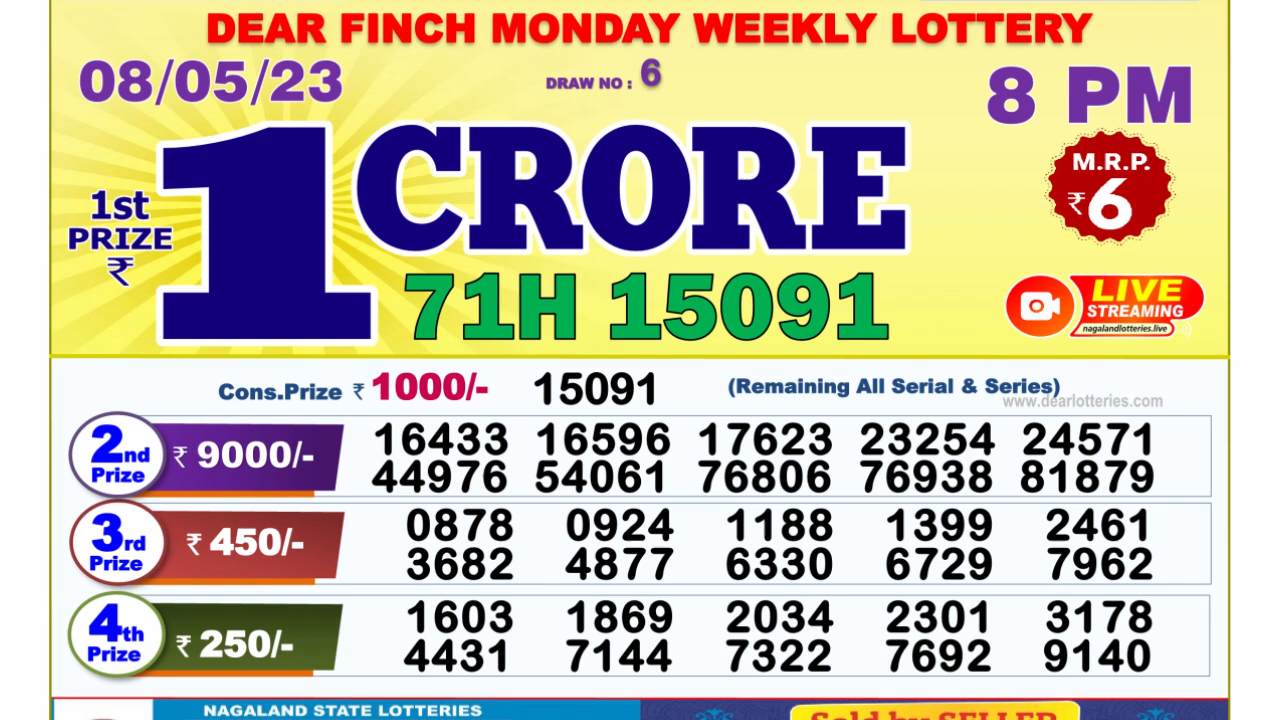 DEAR FINCH MONDAY WEEKLY LOTTERY
08/05/23
DRAW NO : 6
8 PM
1st
PRIZE
₹
1 CRORE
M.R.P.
₹6
71H 15091
LIVE
STREAMING
nagalandlotteries.live
Cons.Prize ₹ 1000/- 15091 (Remaining All Serial & Series)
www.dearlotteries.com
2nd
Prize
₹ 9000/-
16433 16596 17623 23254 24571
44976 54061 76806 76938 81879
3rd
Prize
₹ 450/-
0878 0924 1188 1399 2461
3682 4877 6330 6729 7962
4th
Prize
₹ 250/-
1603 1869 2034 2301 3178
4431 7144 7322 7692 9140
NAGALAND STATE LOTTERIES
Sold by SELLER